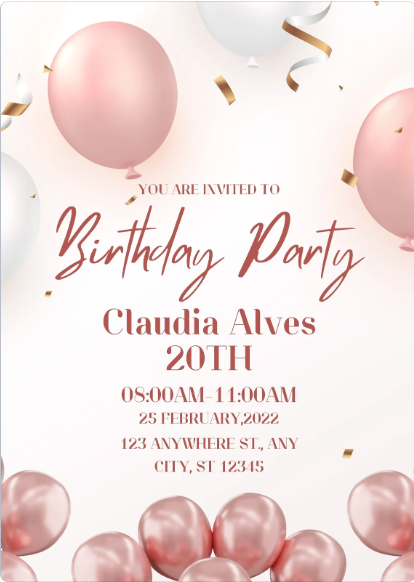 YOU ARE INVITED TO
Birthday Party
Claudia Alves
20TH
08:00AM-11:00AM
25 FEBRUARY,2022
123 ANYWHERE ST., ANY
CITY, ST 12345